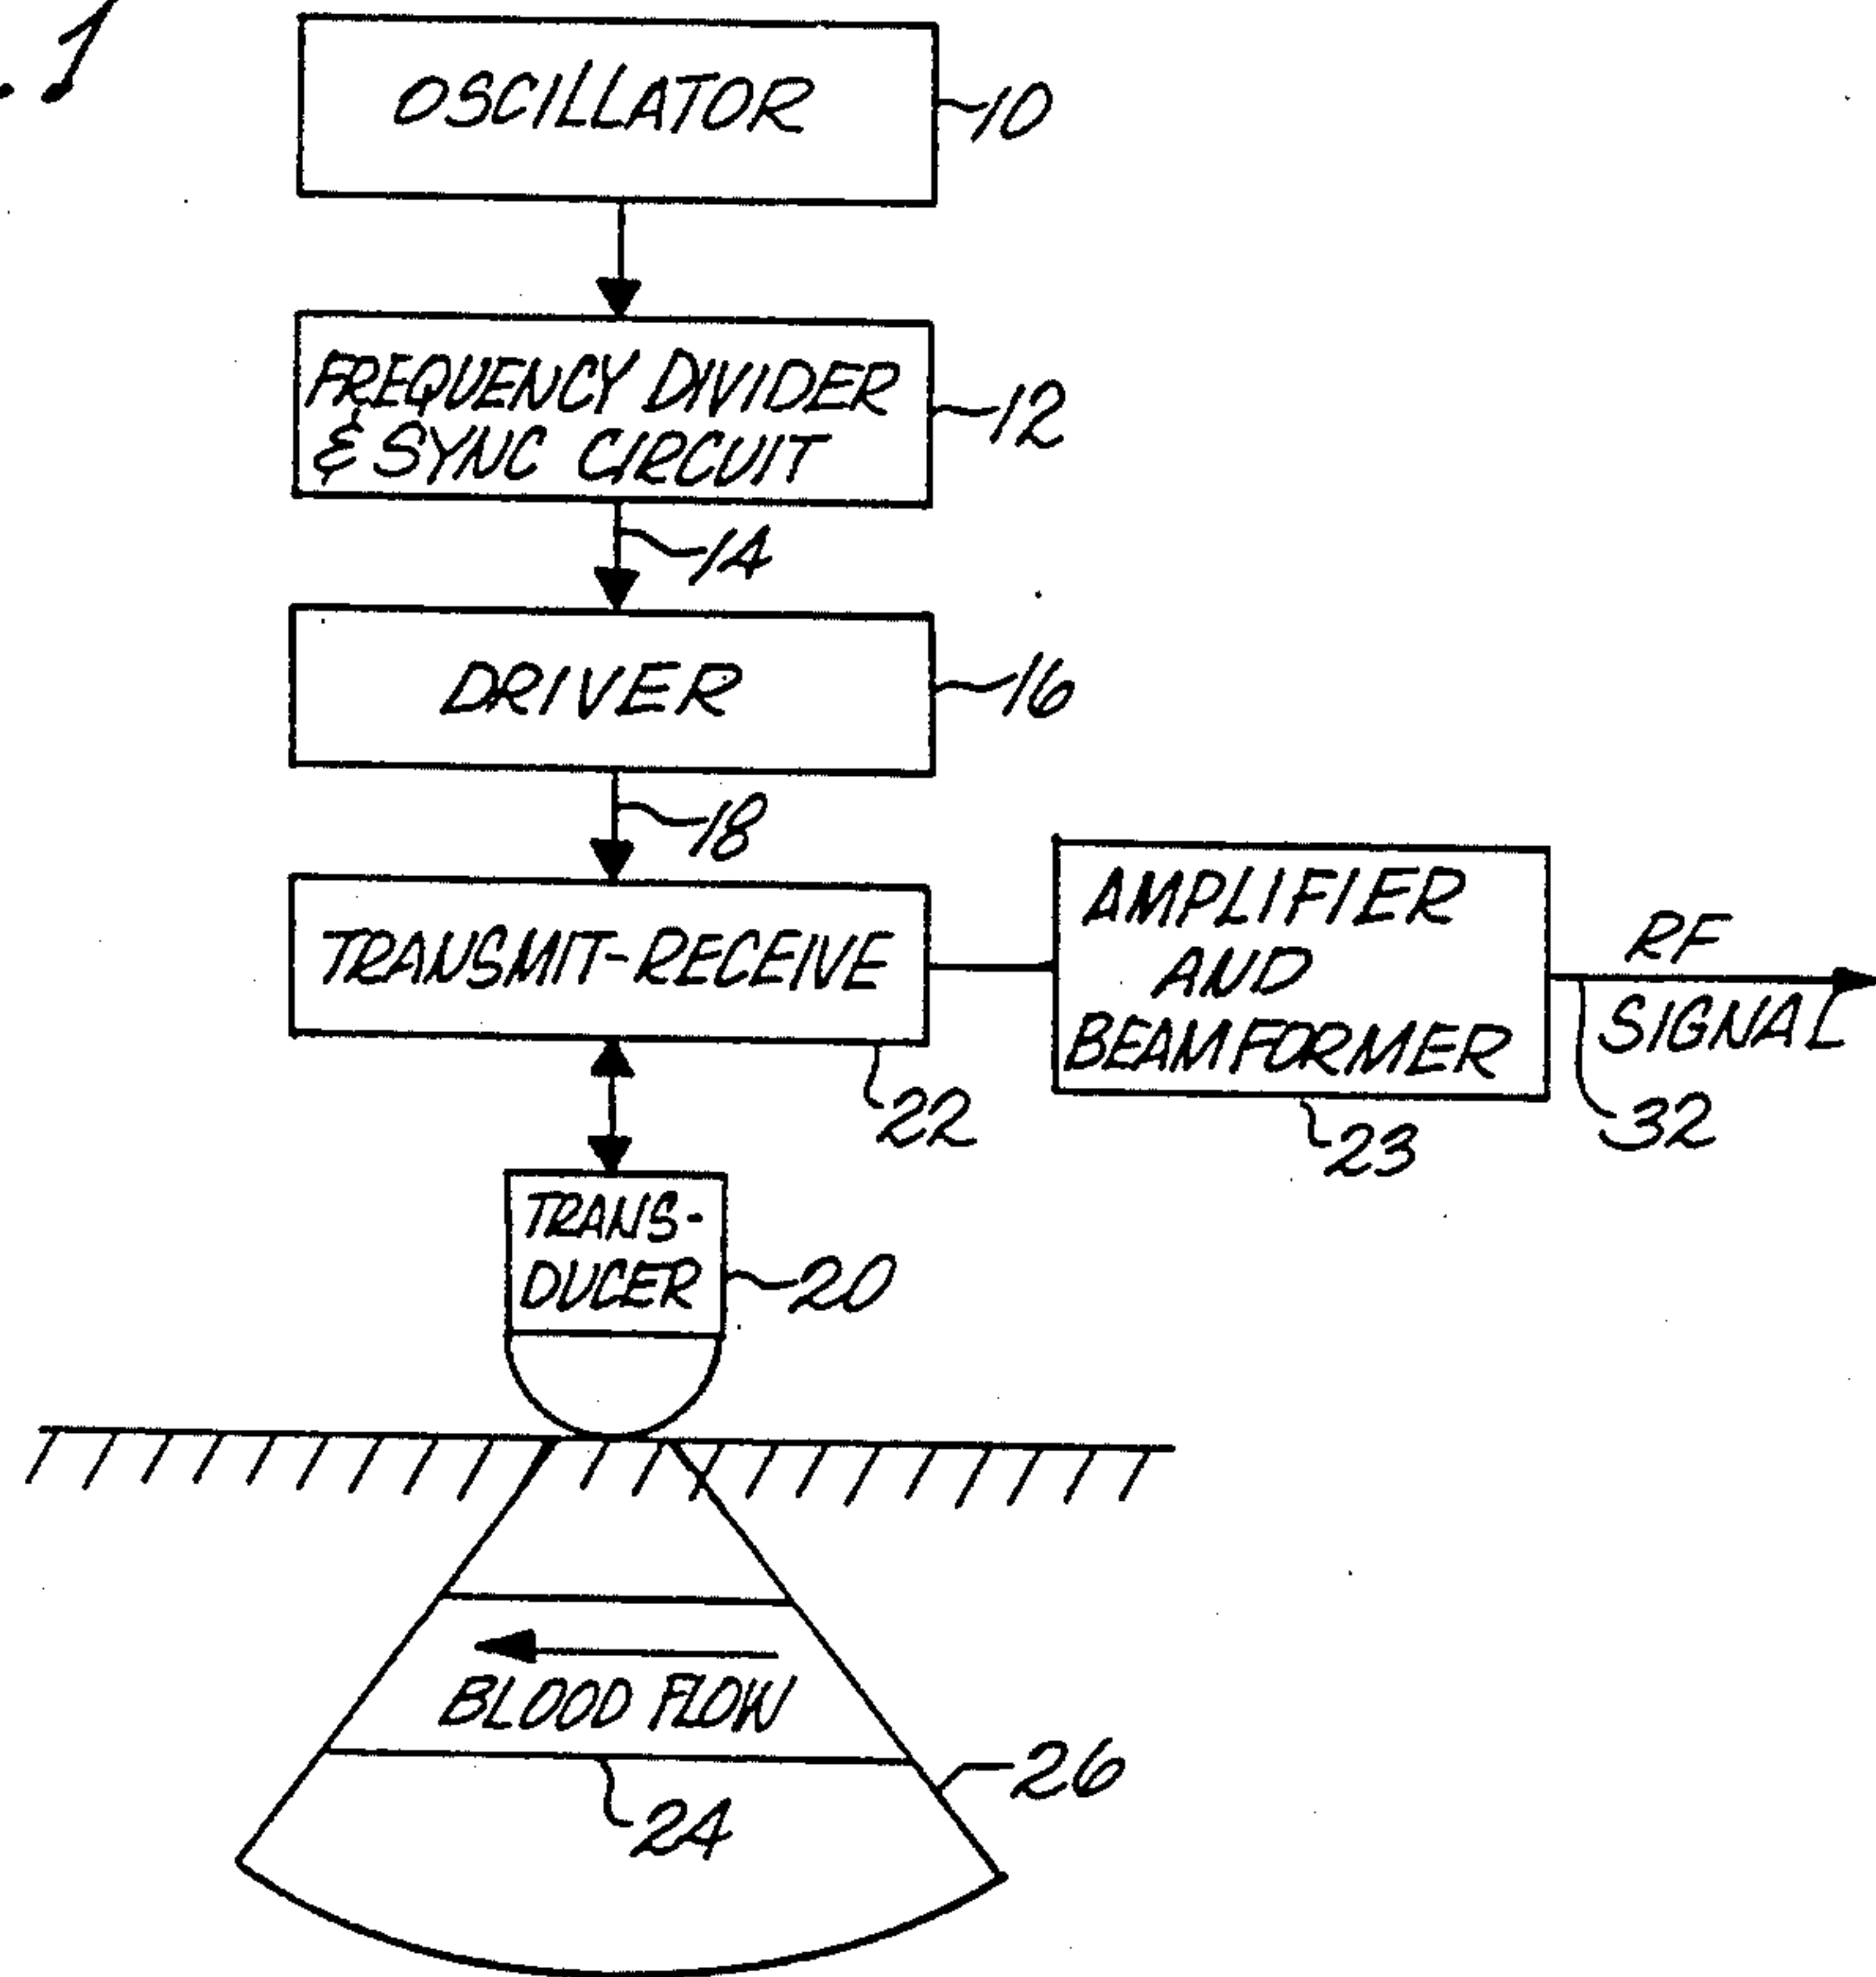 .1
OSCILLATOR
10
FREQUENCY DIVIDER
& SYNC CIRCUIT
12
14
DRIVER
16
18
TRANSMIT-RECEIVE
22
AMPLIFIER
AND
BEAMFORMER
23
RF
SIGNAL
32
TRANS-
DUCER
20
BLOOD FLOW
24
26